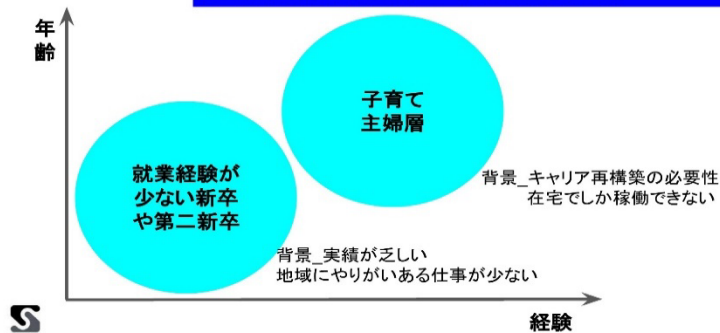 年
齢
子育て
主婦層
就業経験が
少ない新卒
や第二新卒
背景_キャリア再構築の必要性
在宅でしか稼働できない
背景_実績が乏しい
地域にやりがいある仕事が少ない
経験